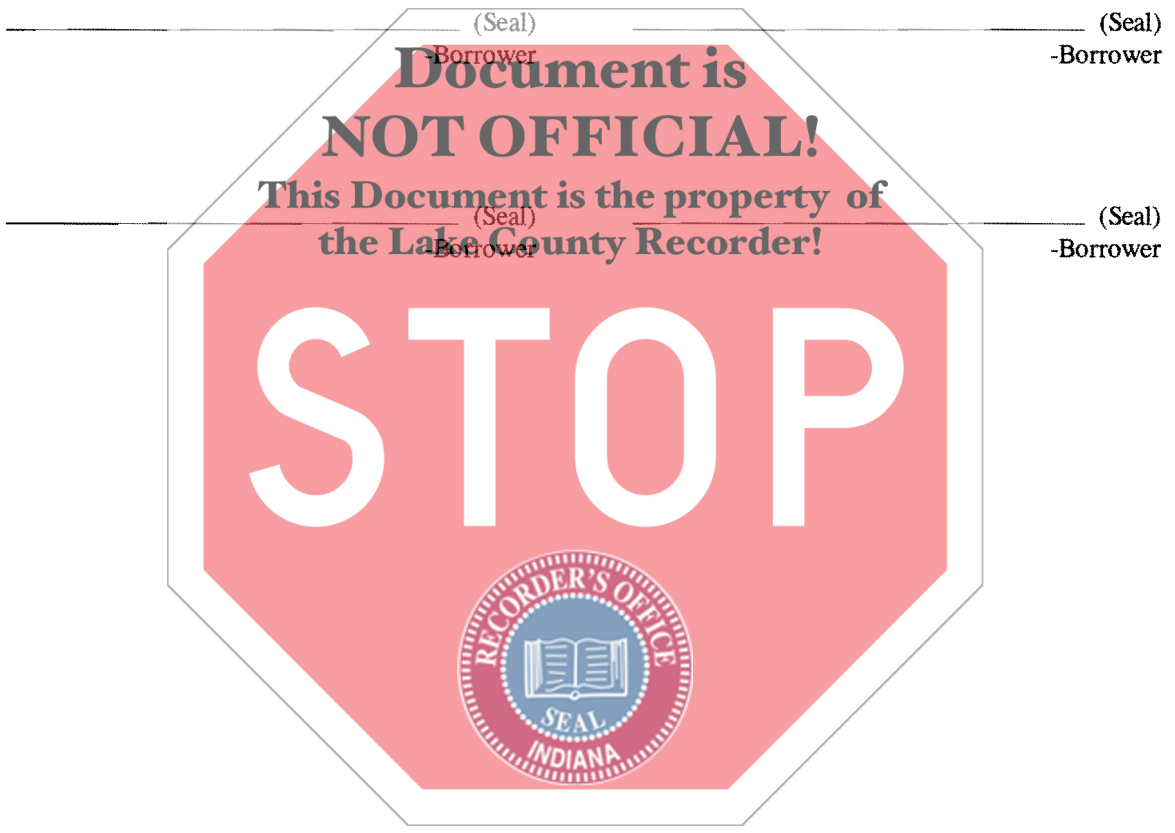 (Seal) (Seal)
-Borrower -Borrower
Document is
NOT OFFICIAL!
This Document is the property of
(Seal) (Seal)
the Lake County Recorder!
-Borrower -Borrower
STOP
RECORDER'S OFFICE
SEAL
INDIANA